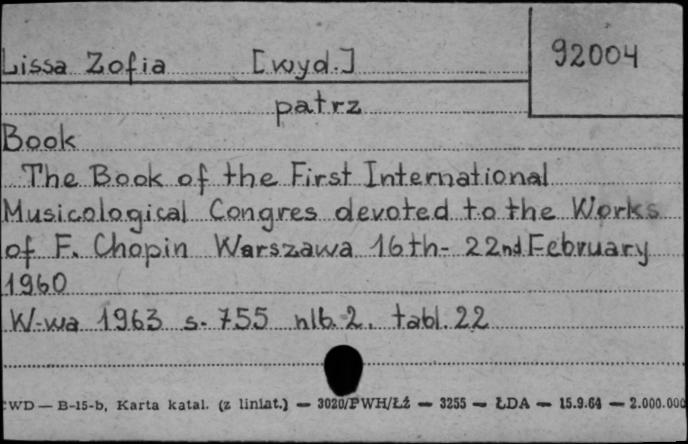 Lissa Zofia [wyd.] 92004
patrz
Book
The Book of the First International
Musicological Congres devoted to the Works
of F. Chopin Warszawa 16th- 22nd February
1960
W-wa 1963 s. 755 nlb. 2. tabl. 22
WD — B-15-b, Karta katal. (z liniat.) — 3020/PWH/ŁŹ — 3255 — ŁDA — 15.9.64 — 2.000.000